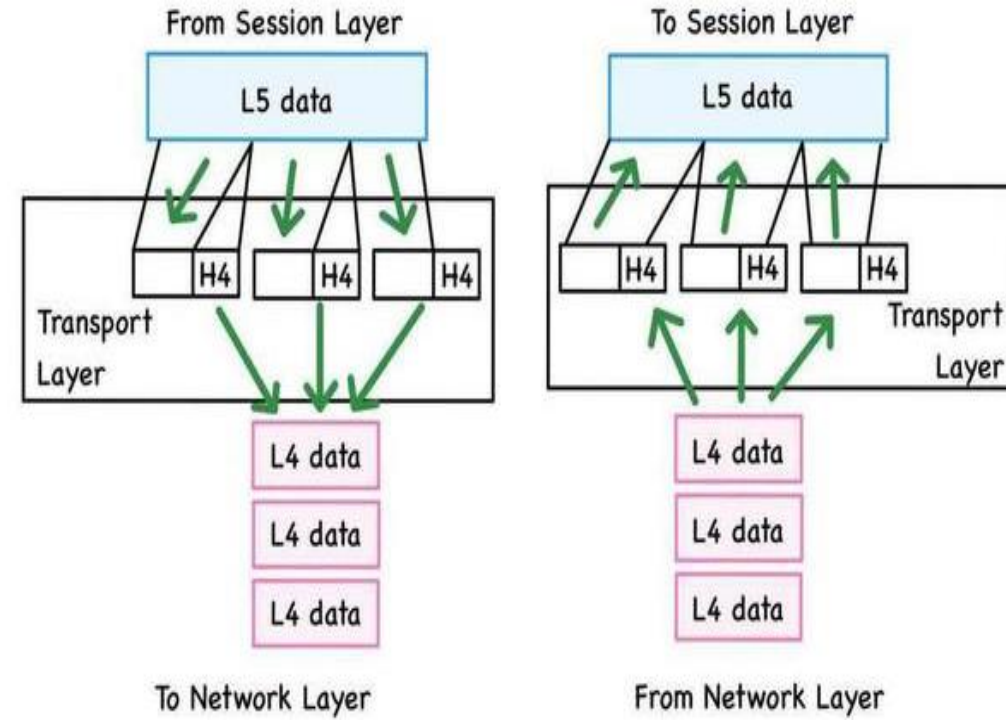 From Session Layer
L5 data
H4
H4
H4
Transport
Layer
L4 data
L4 data
L4 data
To Network Layer
To Session Layer
L5 data
H4
H4
H4
Transport
Layer
L4 data
L4 data
L4 data
From Network Layer